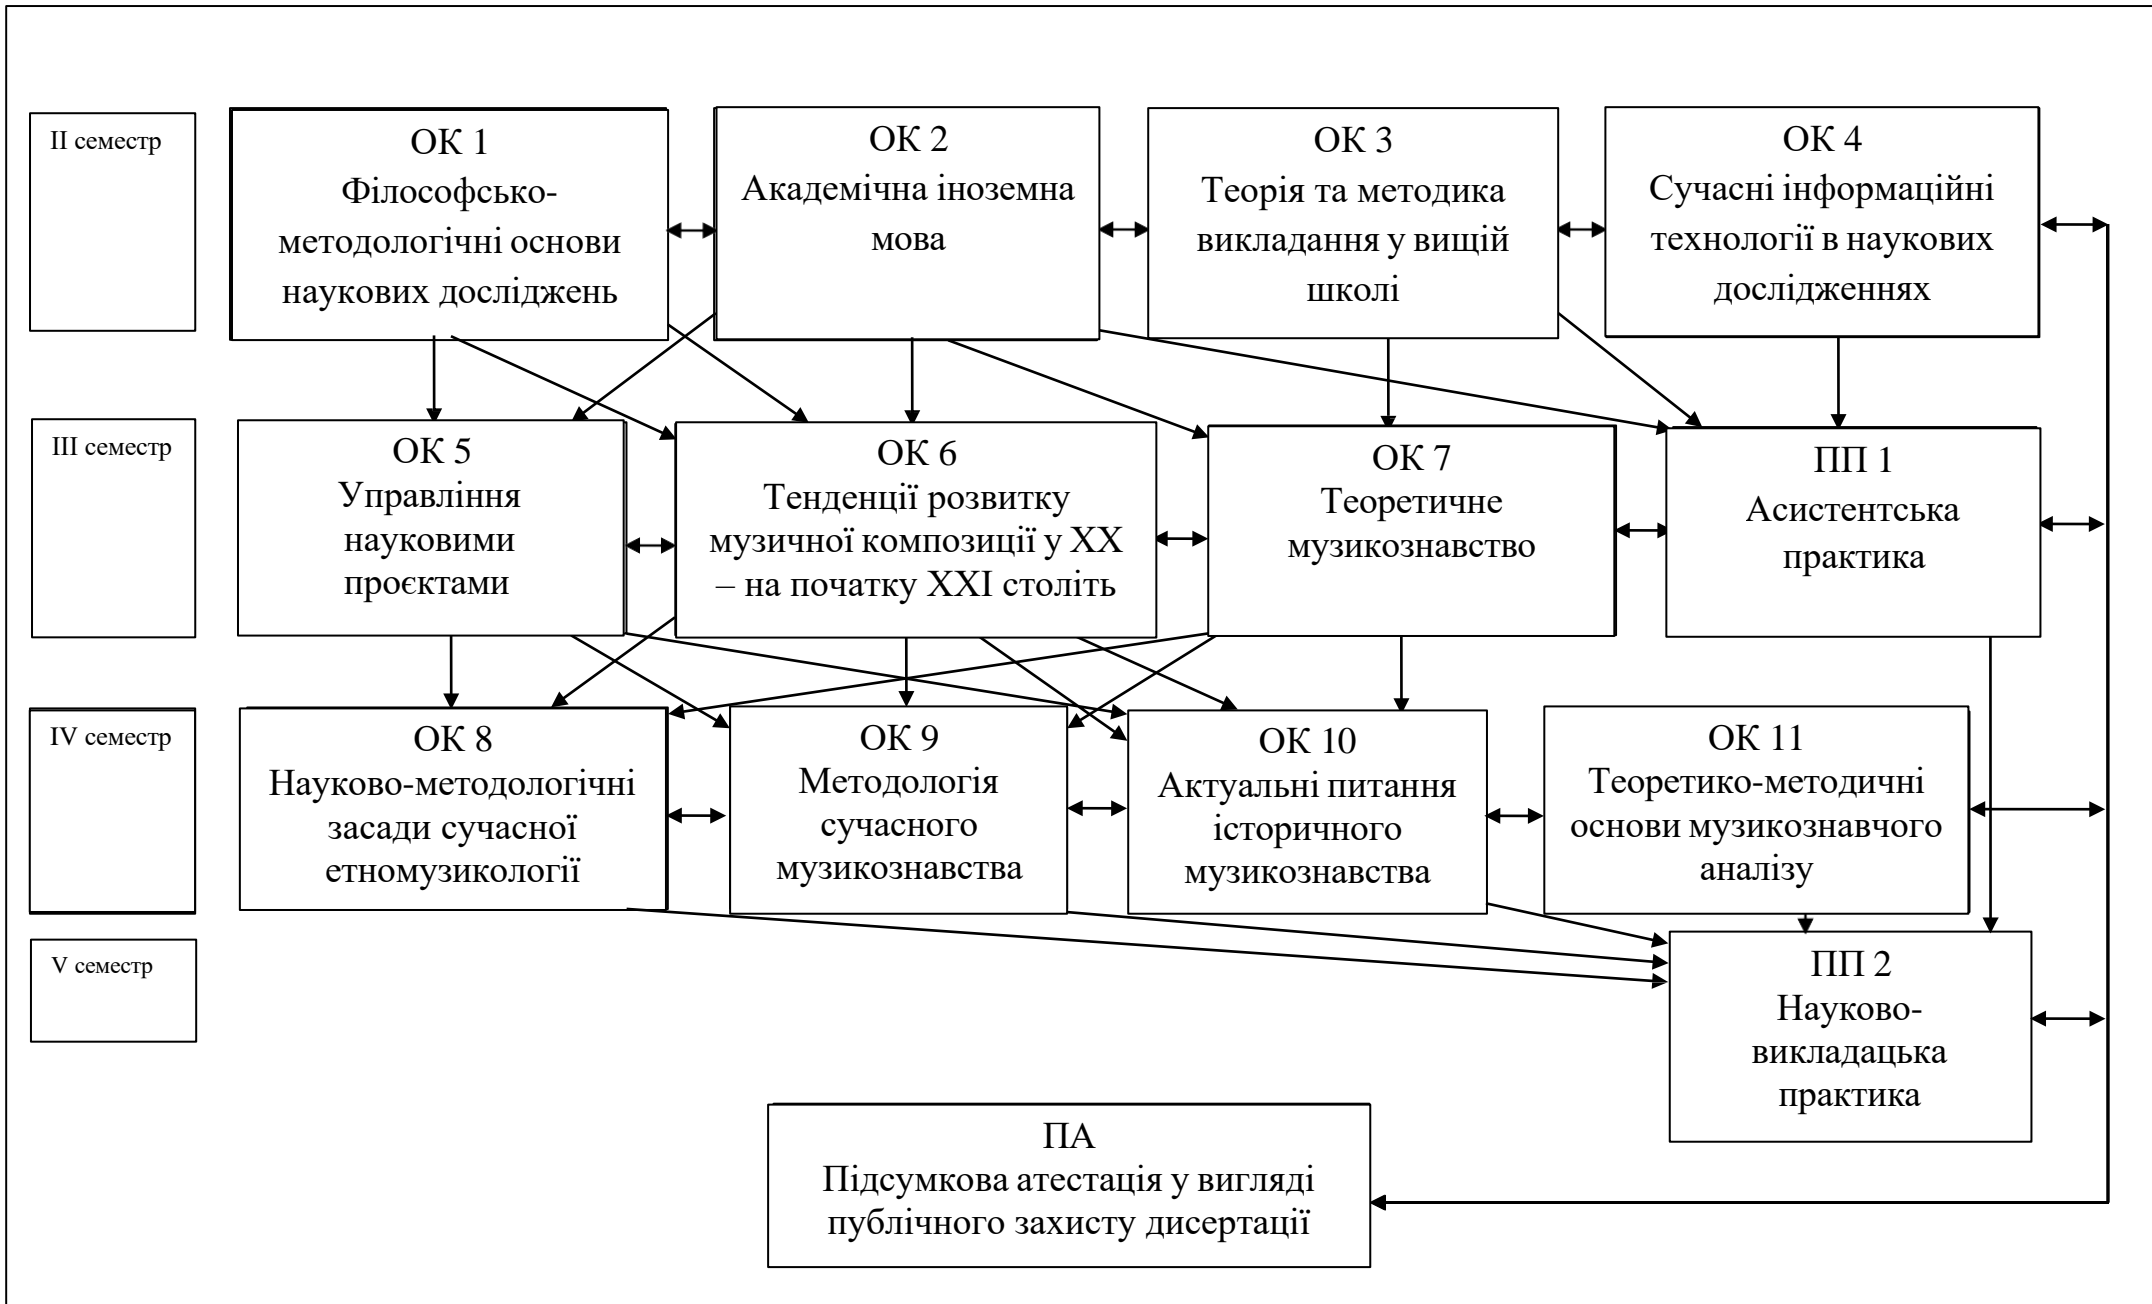 II семестр
ОК 1
Філософсько-
методологічні основи
наукових досліджень
ОК 2
Академічна іноземна
мова
ОК 3
Теорія та методика
викладання у вищій
школі
ОК 4
Сучасні інформаційні
технології в наукових
дослідженнях
III семестр
ОК 5
Управління
науковими
проєктами
ОК 6
Тенденції розвитку
музичної композиції у ХХ
– на початку ХХІ століть
ОК 7
Теоретичне
музикознавство
ПП 1
Асистентська
практика
IV семестр
ОК 8
Науково-методологічні
засади сучасної
етномузикології
ОК 9
Методологія
сучасного
музикознавства
ОК 10
Актуальні питання
історичного
музикознавства
ОК 11
Теоретико-методичні
основи музикознавчого
аналізу
V семестр
ПП 2
Науково-
викладацька
практика
ПА
Підсумкова атестація у вигляді
публічного захисту дисертації